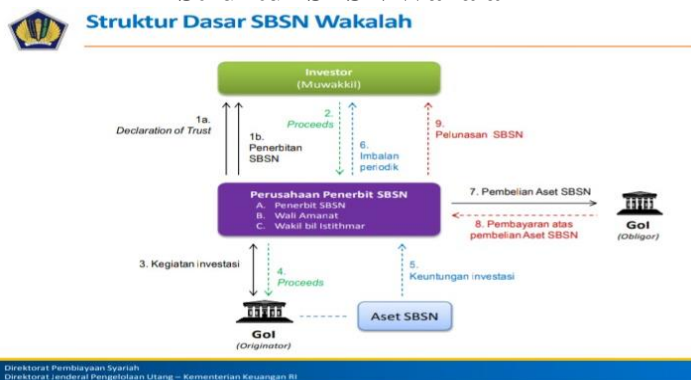 Struktur Dasar SBSN Wakalah
Investor
(Muwakkil)
1a.
Declaration of Trust
1b.
Penerbitan
SBSN
2.
Proceeds
6.
Imbalan
periodik
9.
Pelunasan SBSN
Perusahaan Penerbit SBSN
A. Penerbit SBSN
B. Wali Amanat
C. Wakil bil Istithmar
7. Pembelian Aset SBSN
8. Pembayaran atas
pembelian Aset SBSN
GoI
(Obligor)
3. Kegiatan investasi
4.
Proceeds
5.
Keuntungan investasi
GoI
(Originator)
Aset SBSN
Direktorat Pembiayaan Syariah
Direktorat Jenderal Pengelolaan Utang – Kementerian Keuangan RI